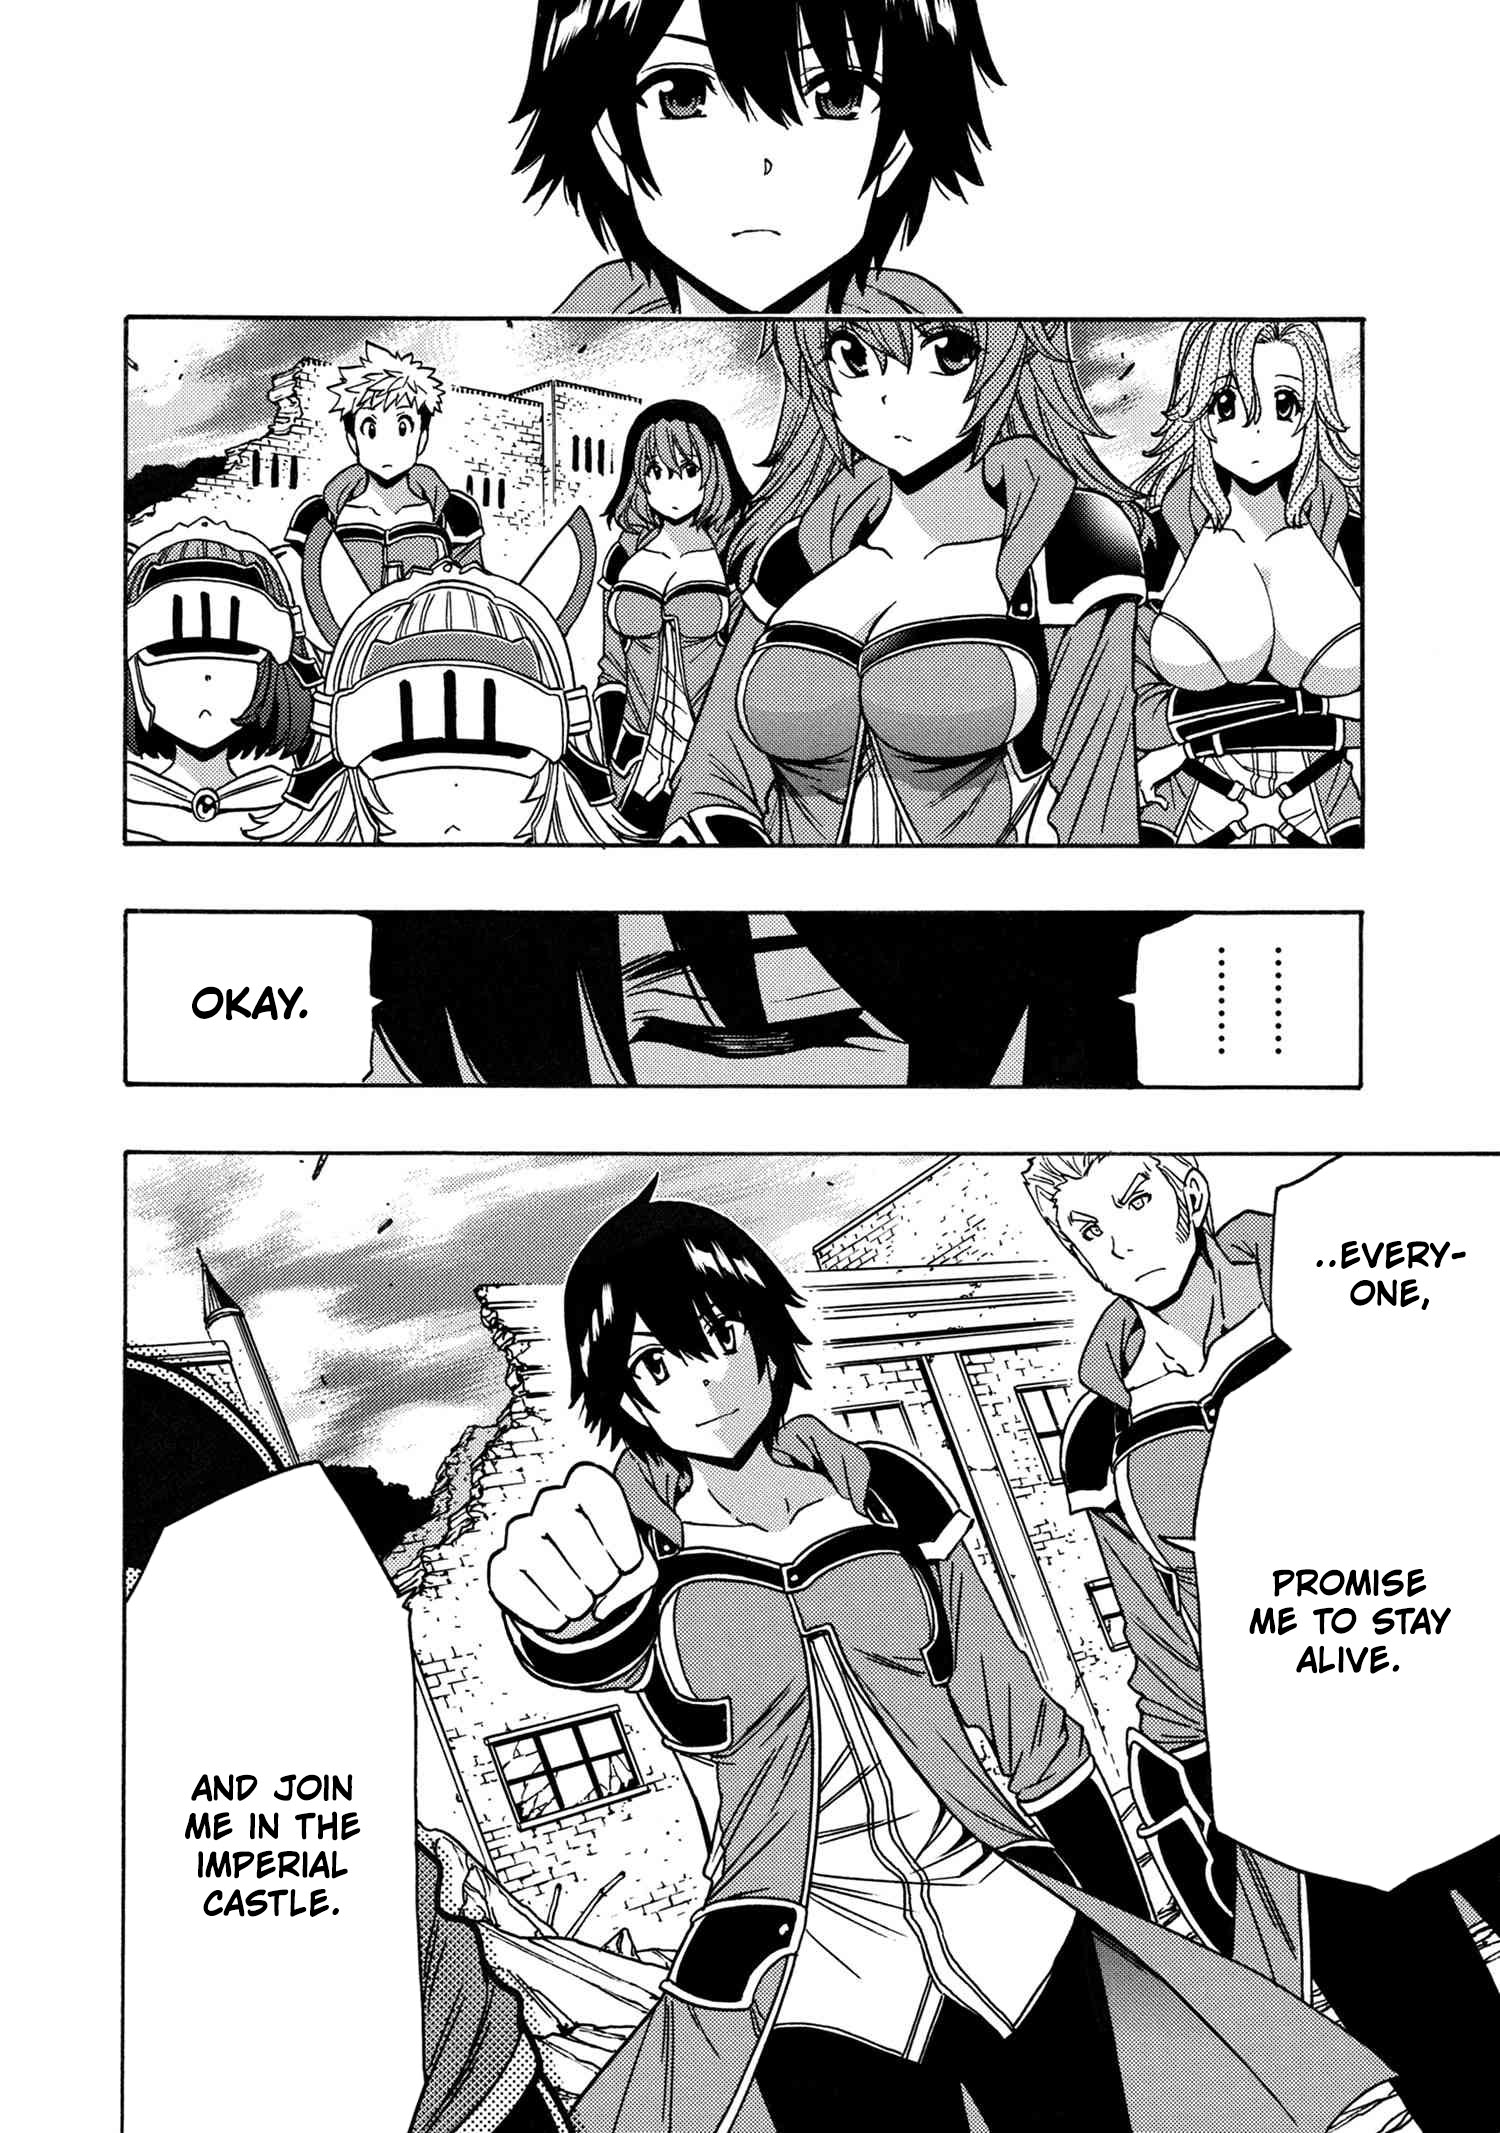 ⋮ ⋮
OKAY.
..EVERY-
ONE,
PROMISE
ME TO STAY
ALIVE.
AND JOIN
ME IN THE
IMPERIAL
CASTLE.